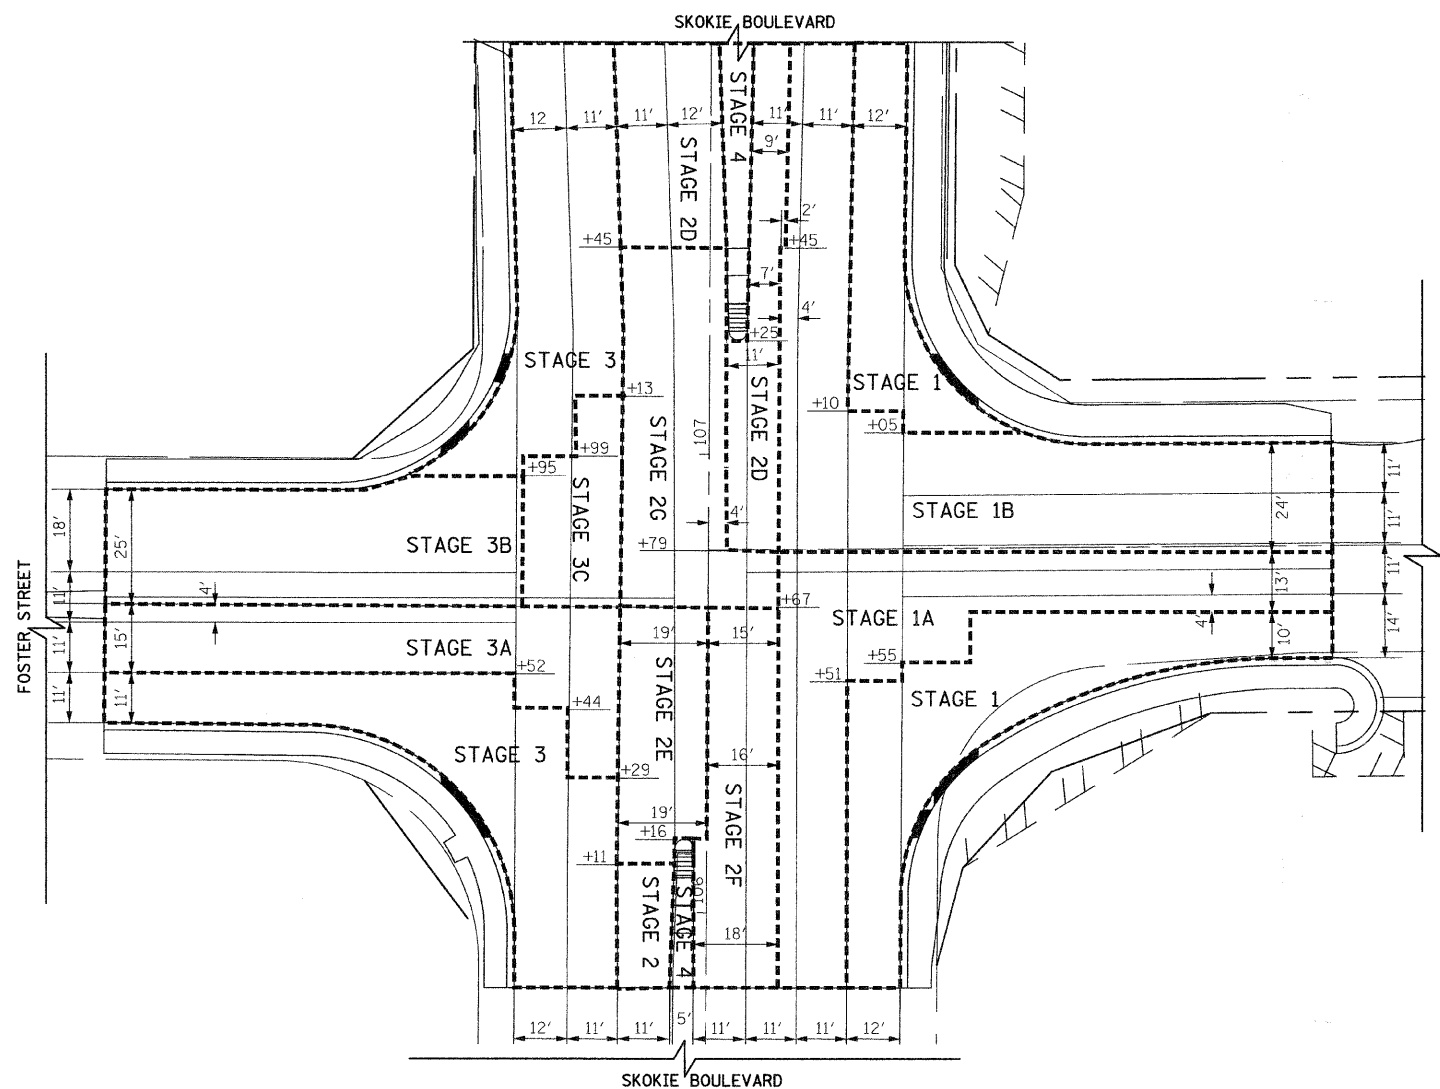 SKOKIE BOULEVARD
12 11' 11' 12' 11' 11' 12'
STAGE 4
9'
STAGE 2D
2'
+45 +45
7'
4'
+25
11'
STAGE 3
STAGE 1
+13
STAGE 2D
+10
+05
107
STAGE 2G
+99
+95
11'
STAGE 3C
18' 25' 24' 11'
4'
STAGE 1B
STAGE 3B
+79
FOSTER STREET
11' 4' 13' 11'
+67
STAGE 1A
4'
10' 14'
11' 15'
19' 15'
STAGE 3A
+52
+55
+51
STAGE 2E
11' 11'
STAGE 1
+44
STAGE 3
16'
+29
STAGE 2F
19'
+16
+11
106
STAGE 2
STAGE 4
18'
5'
12' 11' 11' 11' 11' 11' 12'
SKOKIE BOULEVARD